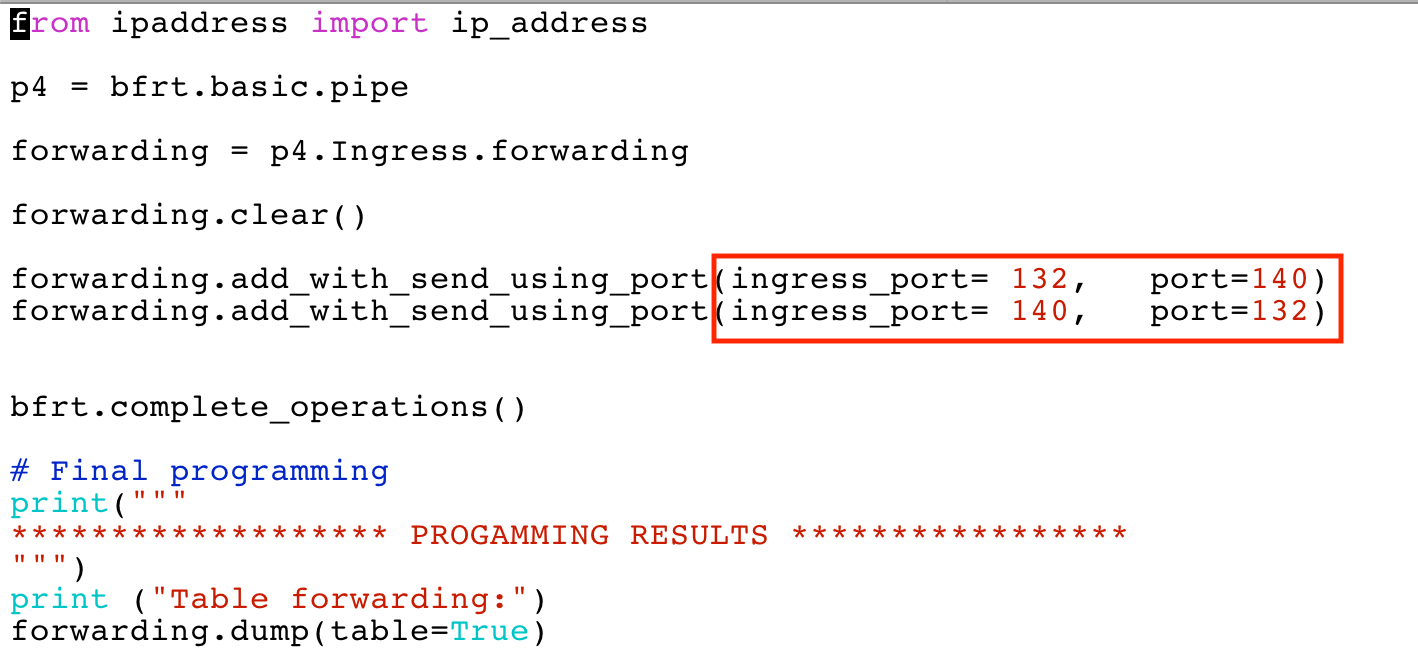 from ipaddress import ip_address
p4 = bfrt.basic.pipe
forwarding = p4.Ingress.forwarding
forwarding.clear()
forwarding.add_with_send_using_port(ingress_port= 132,   port=140)
forwarding.add_with_send_using_port(ingress_port= 140,   port=132)
bfrt.complete_operations()
# Final programming
print("""
******************* PROGAMMING RESULTS *****************
""")
print ("Table forwarding:")
forwarding.dump(table=True)